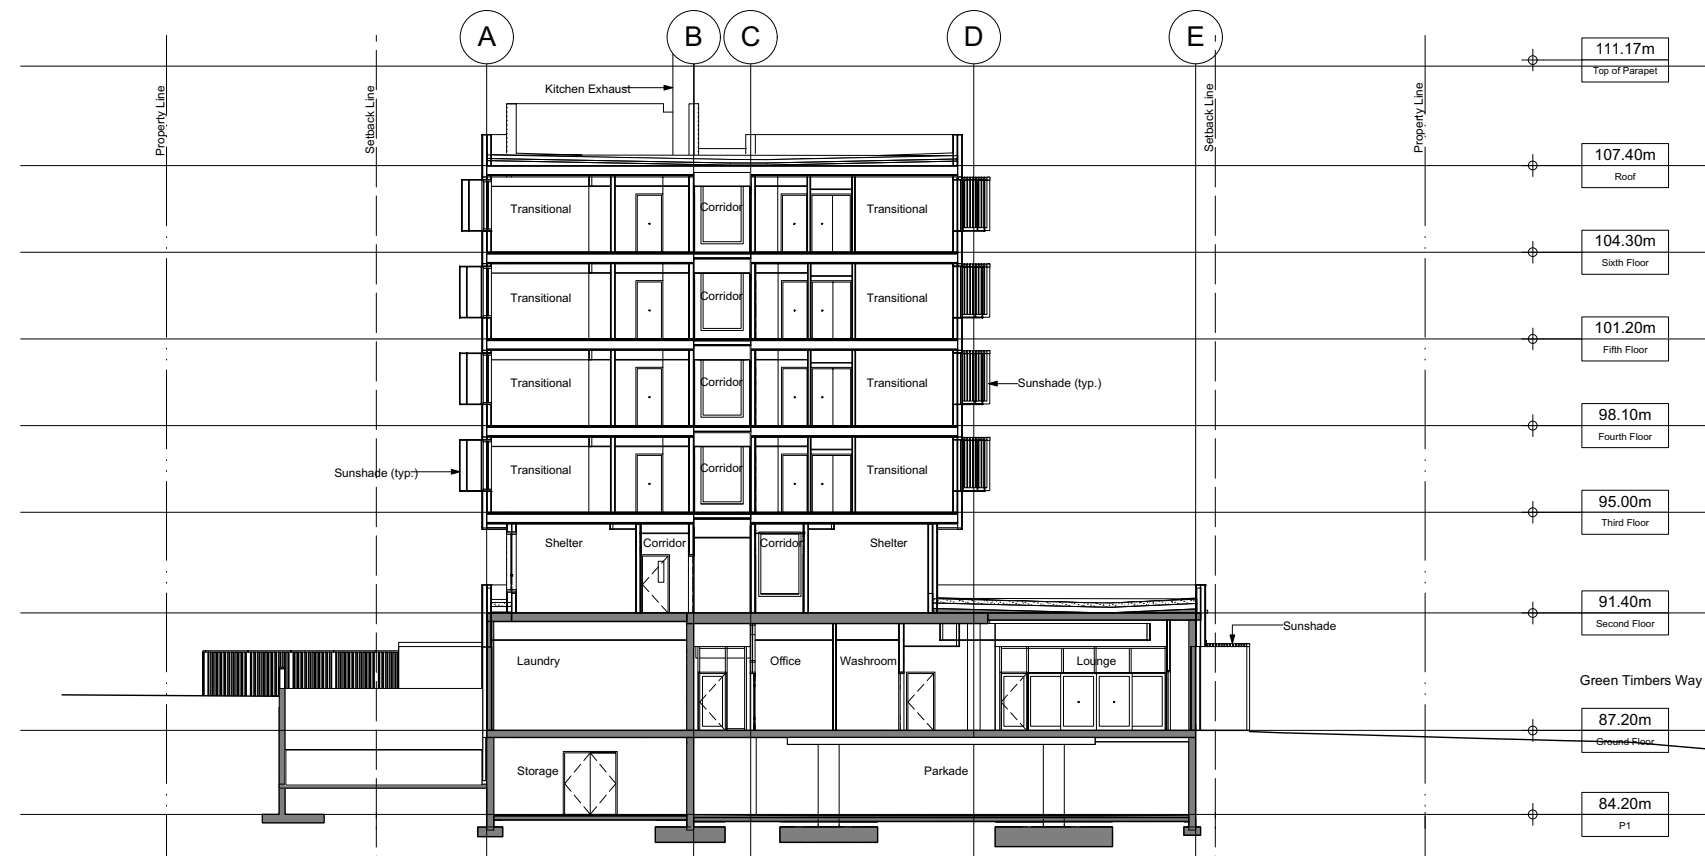 A
B
C
D
E
111.17m
Top of Parapet
Kitchen Exhaust
Property Line
Setback Line
Setback Line
Property Line
107.40m
Roof
Transitional
Corridor
Transitional
104.30m
Sixth Floor
Transitional
Corridor
Transitional
101.20m
Fifth Floor
Transitional
Corridor
Transitional
Sunshade (typ.)
98.10m
Fourth Floor
Sunshade (typ.)
Transitional
Corridor
Transitional
95.00m
Third Floor
Shelter
Corridor
Corridor
Shelter
91.40m
Second Floor
Sunshade
Laundry
Office
Washroom
Lounge
Green Timbers Way
87.20m
Ground Floor
Storage
Parkade
84.20m
P1